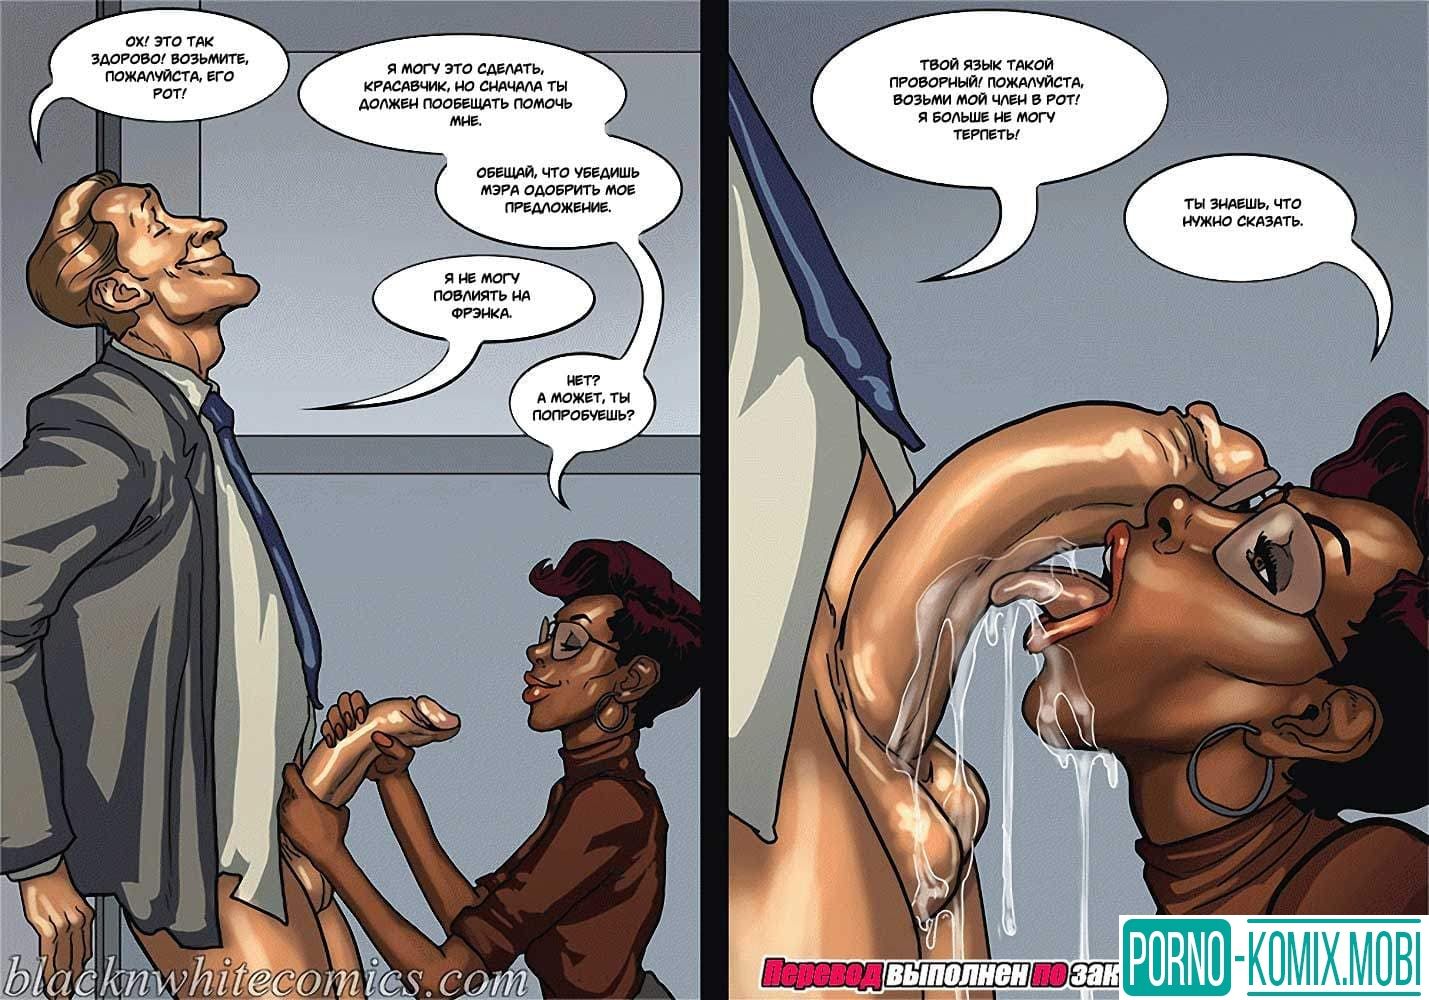 ОХ! ЭТО ТАК
ЗДОРОВО! ВОЗЬМИТЕ,
ПОЖАЛУЙСТА, ЕГО
РОТ!
Я МОГУ ЭТО СДЕЛАТЬ,
КРАСАВЧИК, НО СНАЧАЛА ТЫ
ДОЛЖЕН ПООБЕЩАТЬ ПОМОЧЬ
МНЕ.
ОБЕЩАЙ, ЧТО УБЕДИШЬ
МЭРА ОДОБРИТЬ МОЕ
ПРЕДЛОЖЕНИЕ.
Я НЕ МОГУ
ПОВЛИЯТЬ НА
ФРЭНКА.
НЕТ?
А МОЖЕТ, ТЫ
ПОПРОБУЕШЬ?
ТВОЙ ЯЗЫК ТАКОЙ
ПРОВОРНЫЙ! ПОЖАЛУЙСТА,
ВОЗЬМИ МОЙ ЧЛЕН В РОТ!
Я БОЛЬШЕ НЕ МОГУ
ТЕРПЕТЬ!
ТЫ ЗНАЕШЬ, ЧТО
НУЖНО СКАЗАТЬ.
blacknwhitecomics.com
Перевод выполнен по зак
PORNO-KOMIX.MOBI